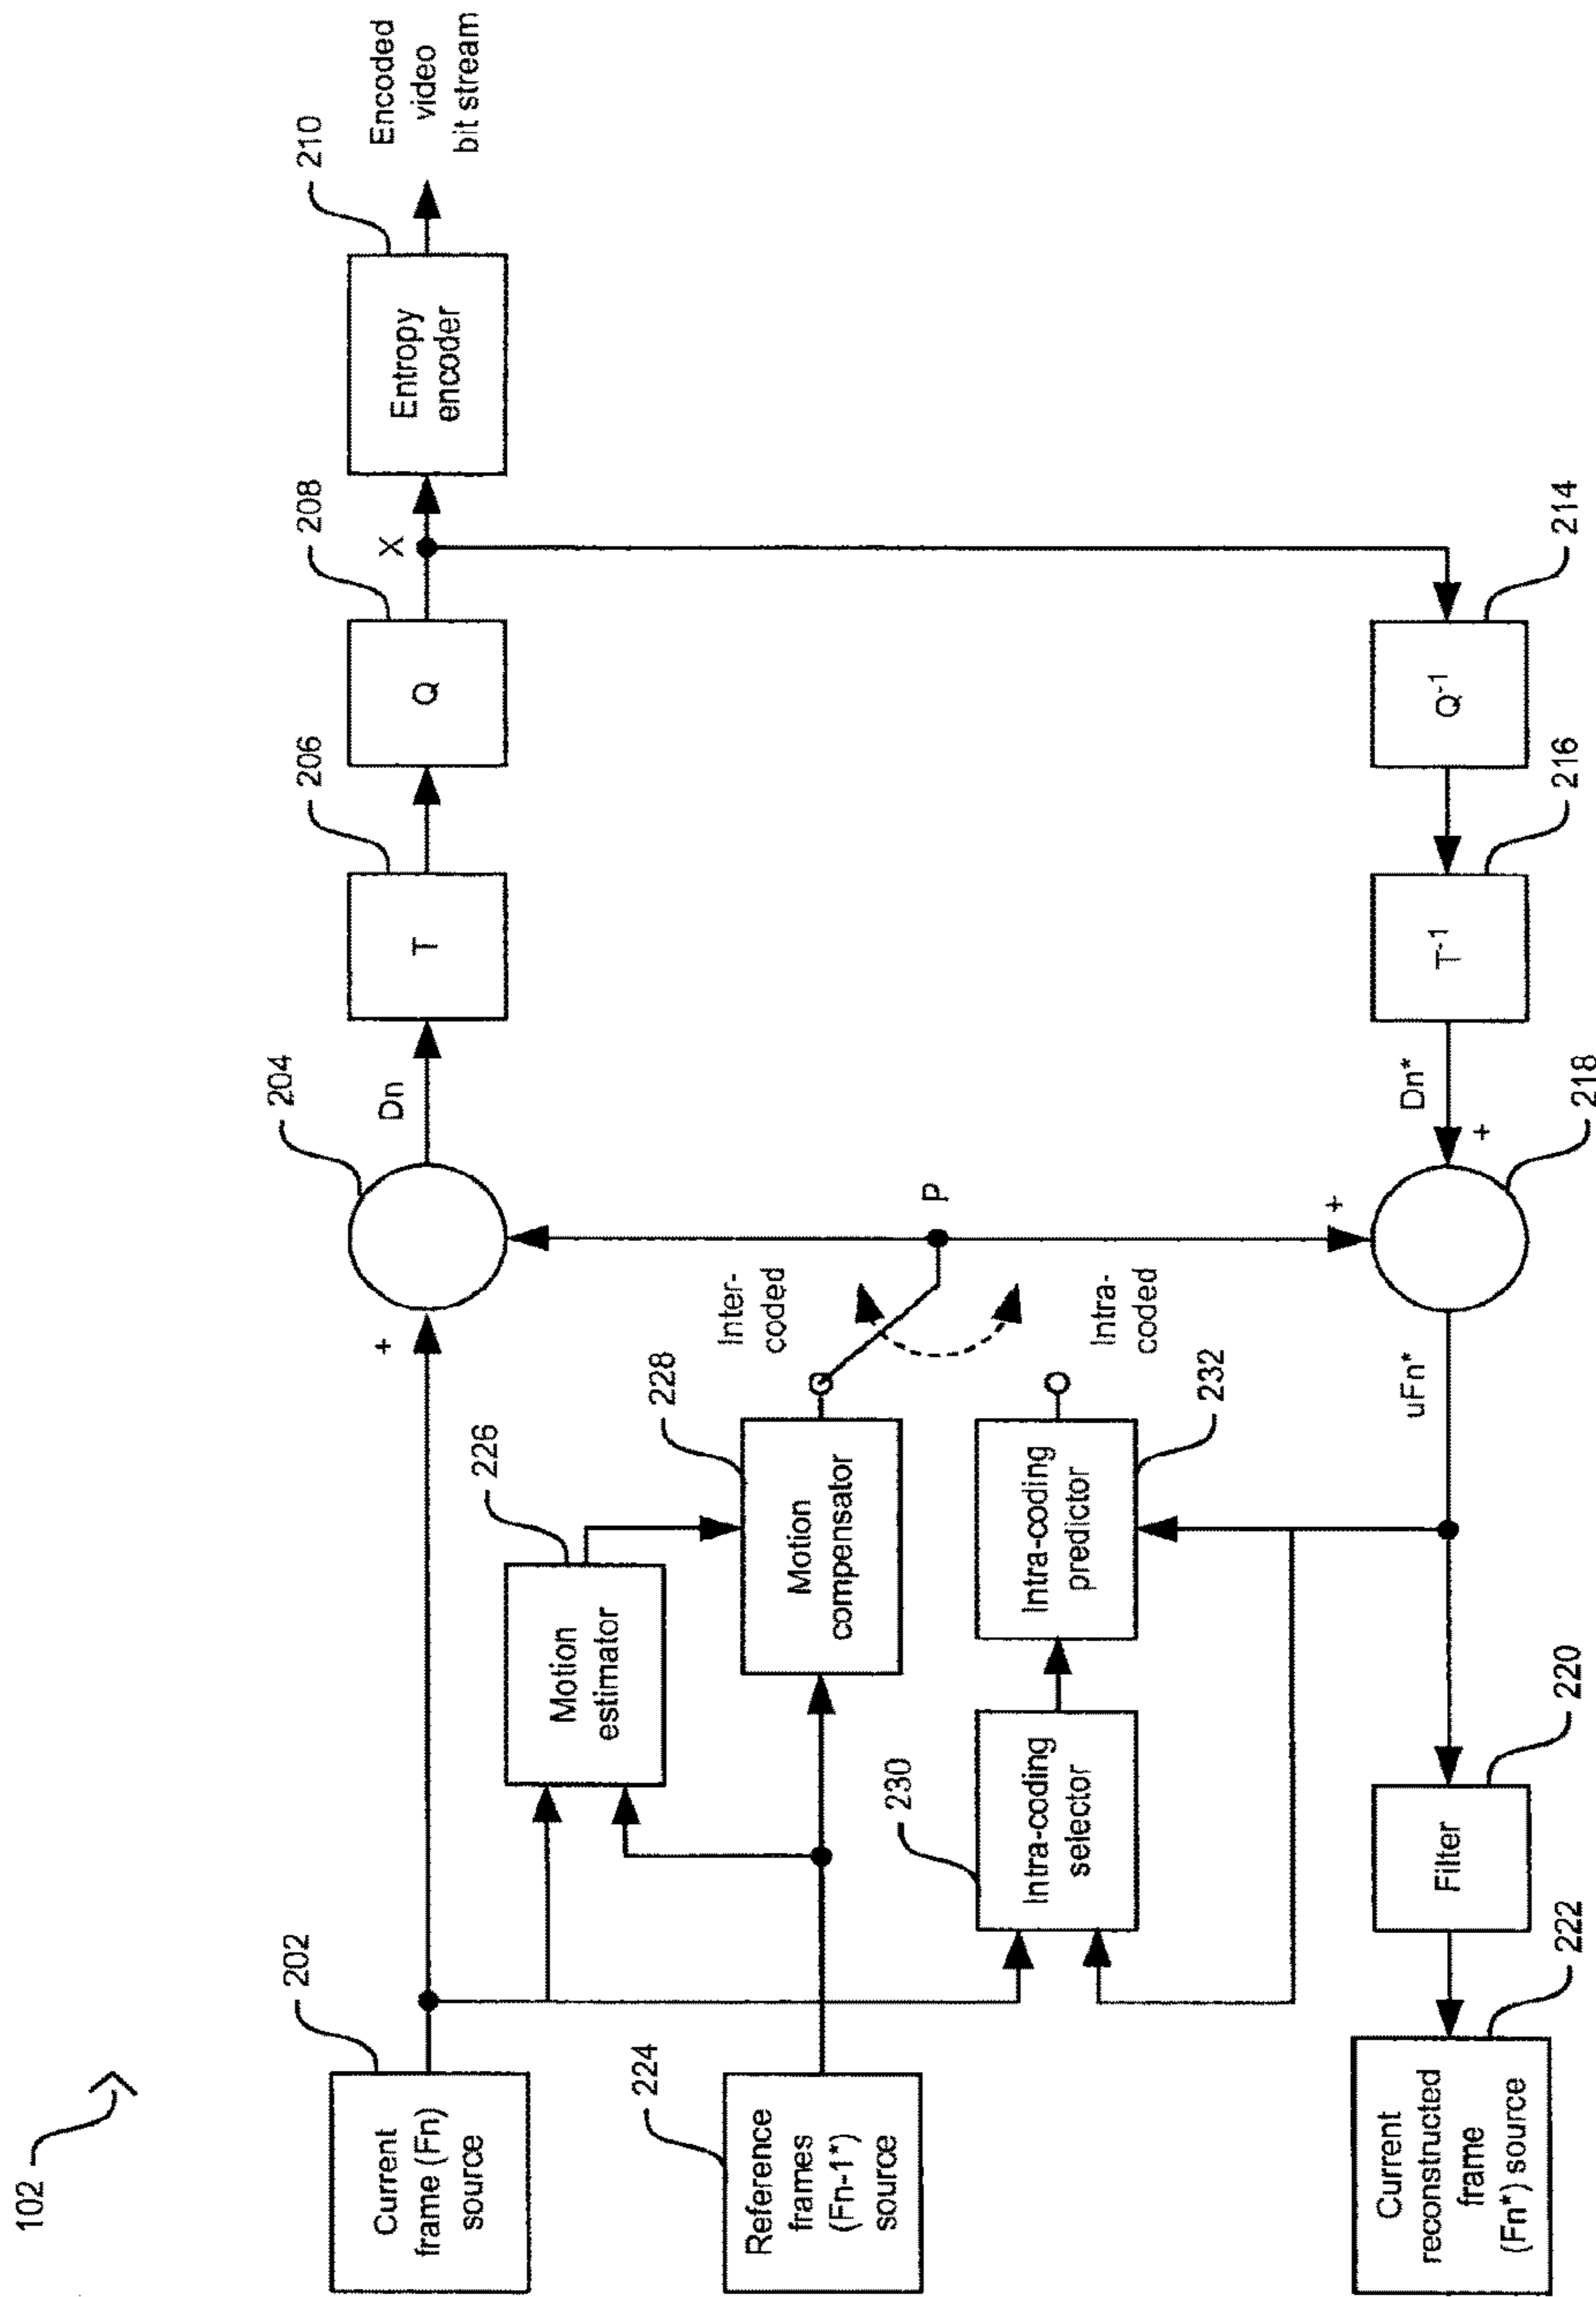 102
202
Current
frame (Fn)
source
+
204
Dn
206
T
208
Q
X
210
Entropy
encoder
Encoded
video
bit stream
226
Motion
estimator
224
Reference
frames
(Fn-1*)
source
228
Motion
compensator
Inter-
coded
P
230
Intra-coding
selector
Intra-coding
predictor
232
Intra-
coded
+
222
Current
reconstructed
frame
(Fn*) source
220
Filter
uFn*
218
+
Dn*
216
T-1
214
Q-1